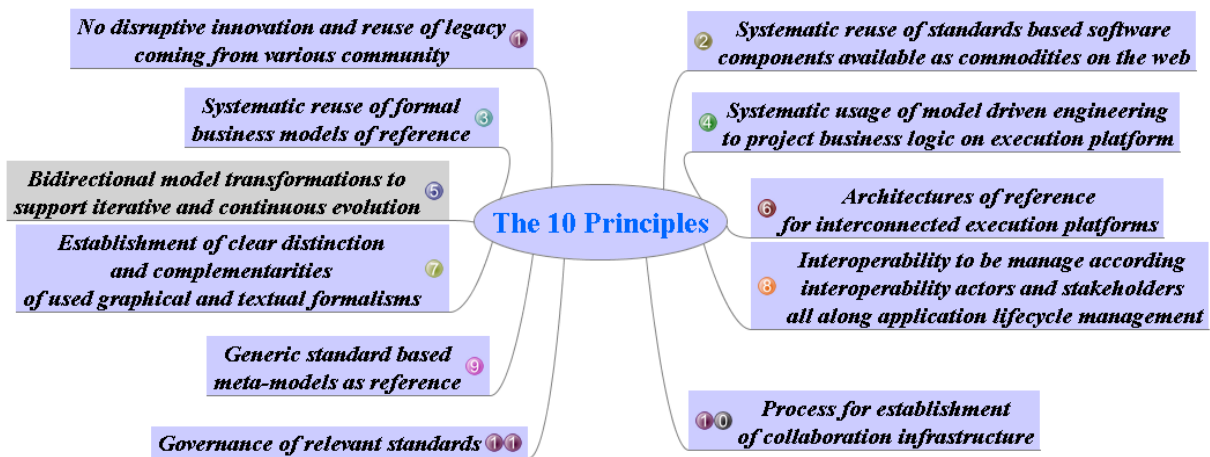 No disruptive innovation and reuse of legacy
coming from various community
1
2
Systematic reuse of standards based software
components available as commodities on the web
Systematic reuse of formal
business models of reference
3
4
Systematic usage of model driven engineering
to project business logic on execution platform
Bidirectional model transformations to
support iterative and continuous evolution
5
The 10 Principles
6
Architectures of reference
for interconnected execution platforms
Establishment of clear distinction
and complementarities
of used graphical and textual formalisms
7
8
Interoperability to be manage according
interoperability actors and stakeholders
all along application lifecycle management
Generic standard based
meta-models as reference
9
10
Process for establishment
of collaboration infrastructure
Governance of relevant standards 11